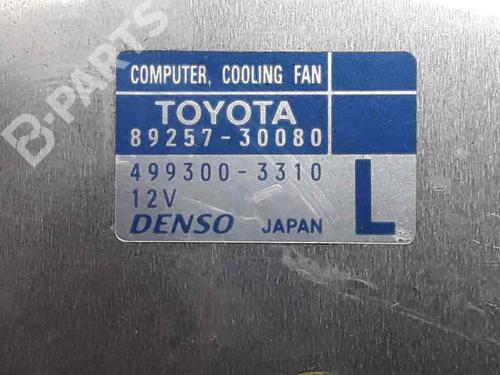 B-PARTS
COMPUTER, COOLING FAN
TOYOTA
89257-30080
499300-3310
12V
DENSO JAPAN
L